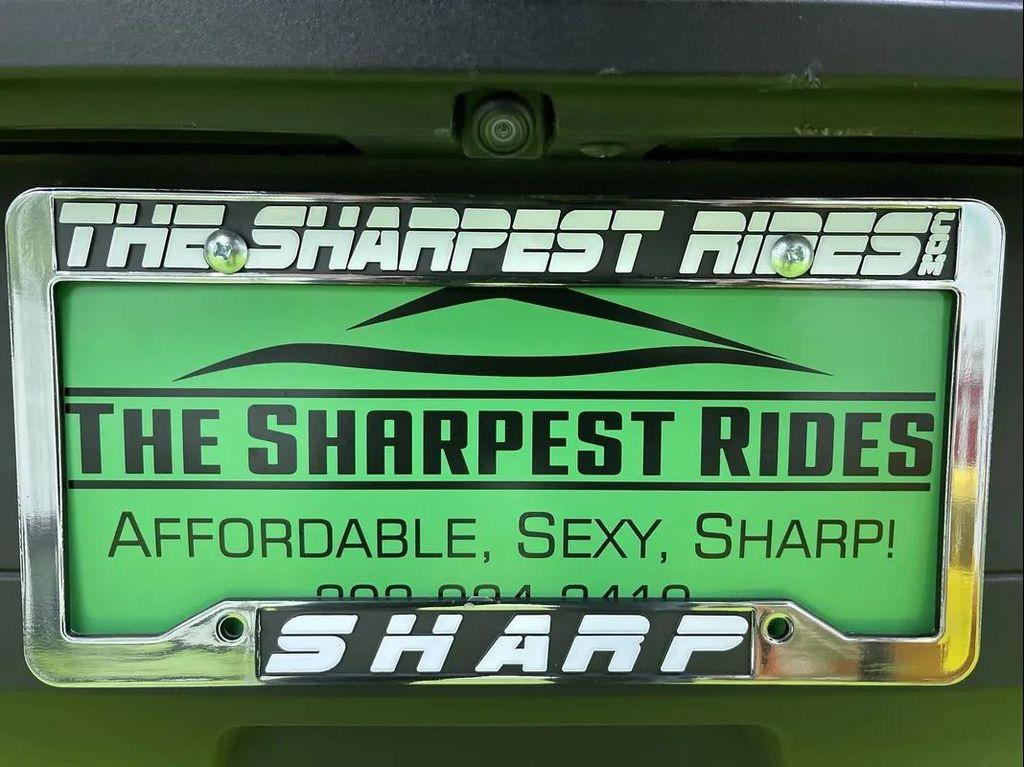 THE SHARPEST RIDES.COM
THE SHARPEST RIDES
AFFORDABLE, SEXY, SHARP!
SHARP